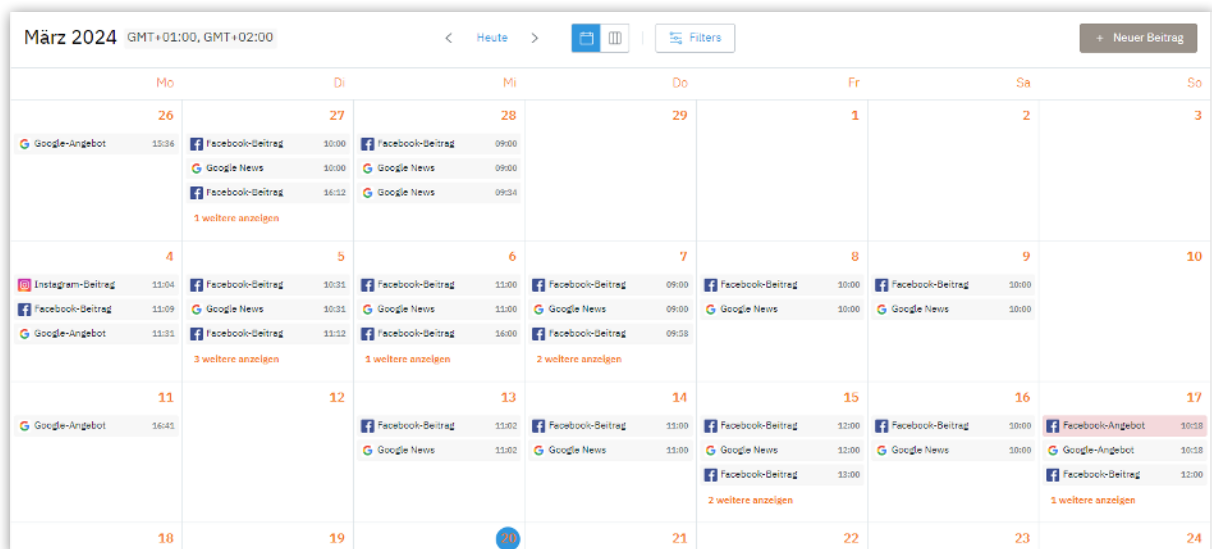 März 2024 GMT+01:00, GMT+02:00 Heute Filters + Neuer Beitrag
Mo Di Mi Do Fr Sa So
26 27 28 29 1 2 3
Google-Angebot 15:36 Facebook-Beitrag 10:00 Facebook-Beitrag 09:00
Google News 10:00 Google News 09:00
Facebook-Beitrag 16:12 Google News 09:34
1 weitere anzeigen
4 5 6 7 8 9 10
Instagram-Beitrag 11:04 Facebook-Beitrag 10:31 Facebook-Beitrag 11:00 Facebook-Beitrag 09:00 Facebook-Beitrag 10:00 Facebook-Beitrag 10:00
Facebook-Beitrag 11:09 Google News 10:31 Google News 11:00 Google News 09:00 Google News 10:00 Google News 10:00
Google-Angebot 11:31 Facebook-Beitrag 11:12 Facebook-Beitrag 16:00 Facebook-Beitrag 09:58
3 weitere anzeigen 1 weitere anzeigen 2 weitere anzeigen
11 12 13 14 15 16 17
Google-Angebot 16:41 Facebook-Beitrag 11:02 Facebook-Beitrag 11:00 Facebook-Beitrag 12:00 Facebook-Beitrag 10:00 Facebook-Angebot 10:18
Google News 11:02 Google News 11:00 Google News 12:00 Google News 10:00 Google-Angebot 10:18
Facebook-Beitrag 13:00 Facebook-Beitrag 12:00
2 weitere anzeigen 1 weitere anzeigen
18 19 20 21 22 23 24